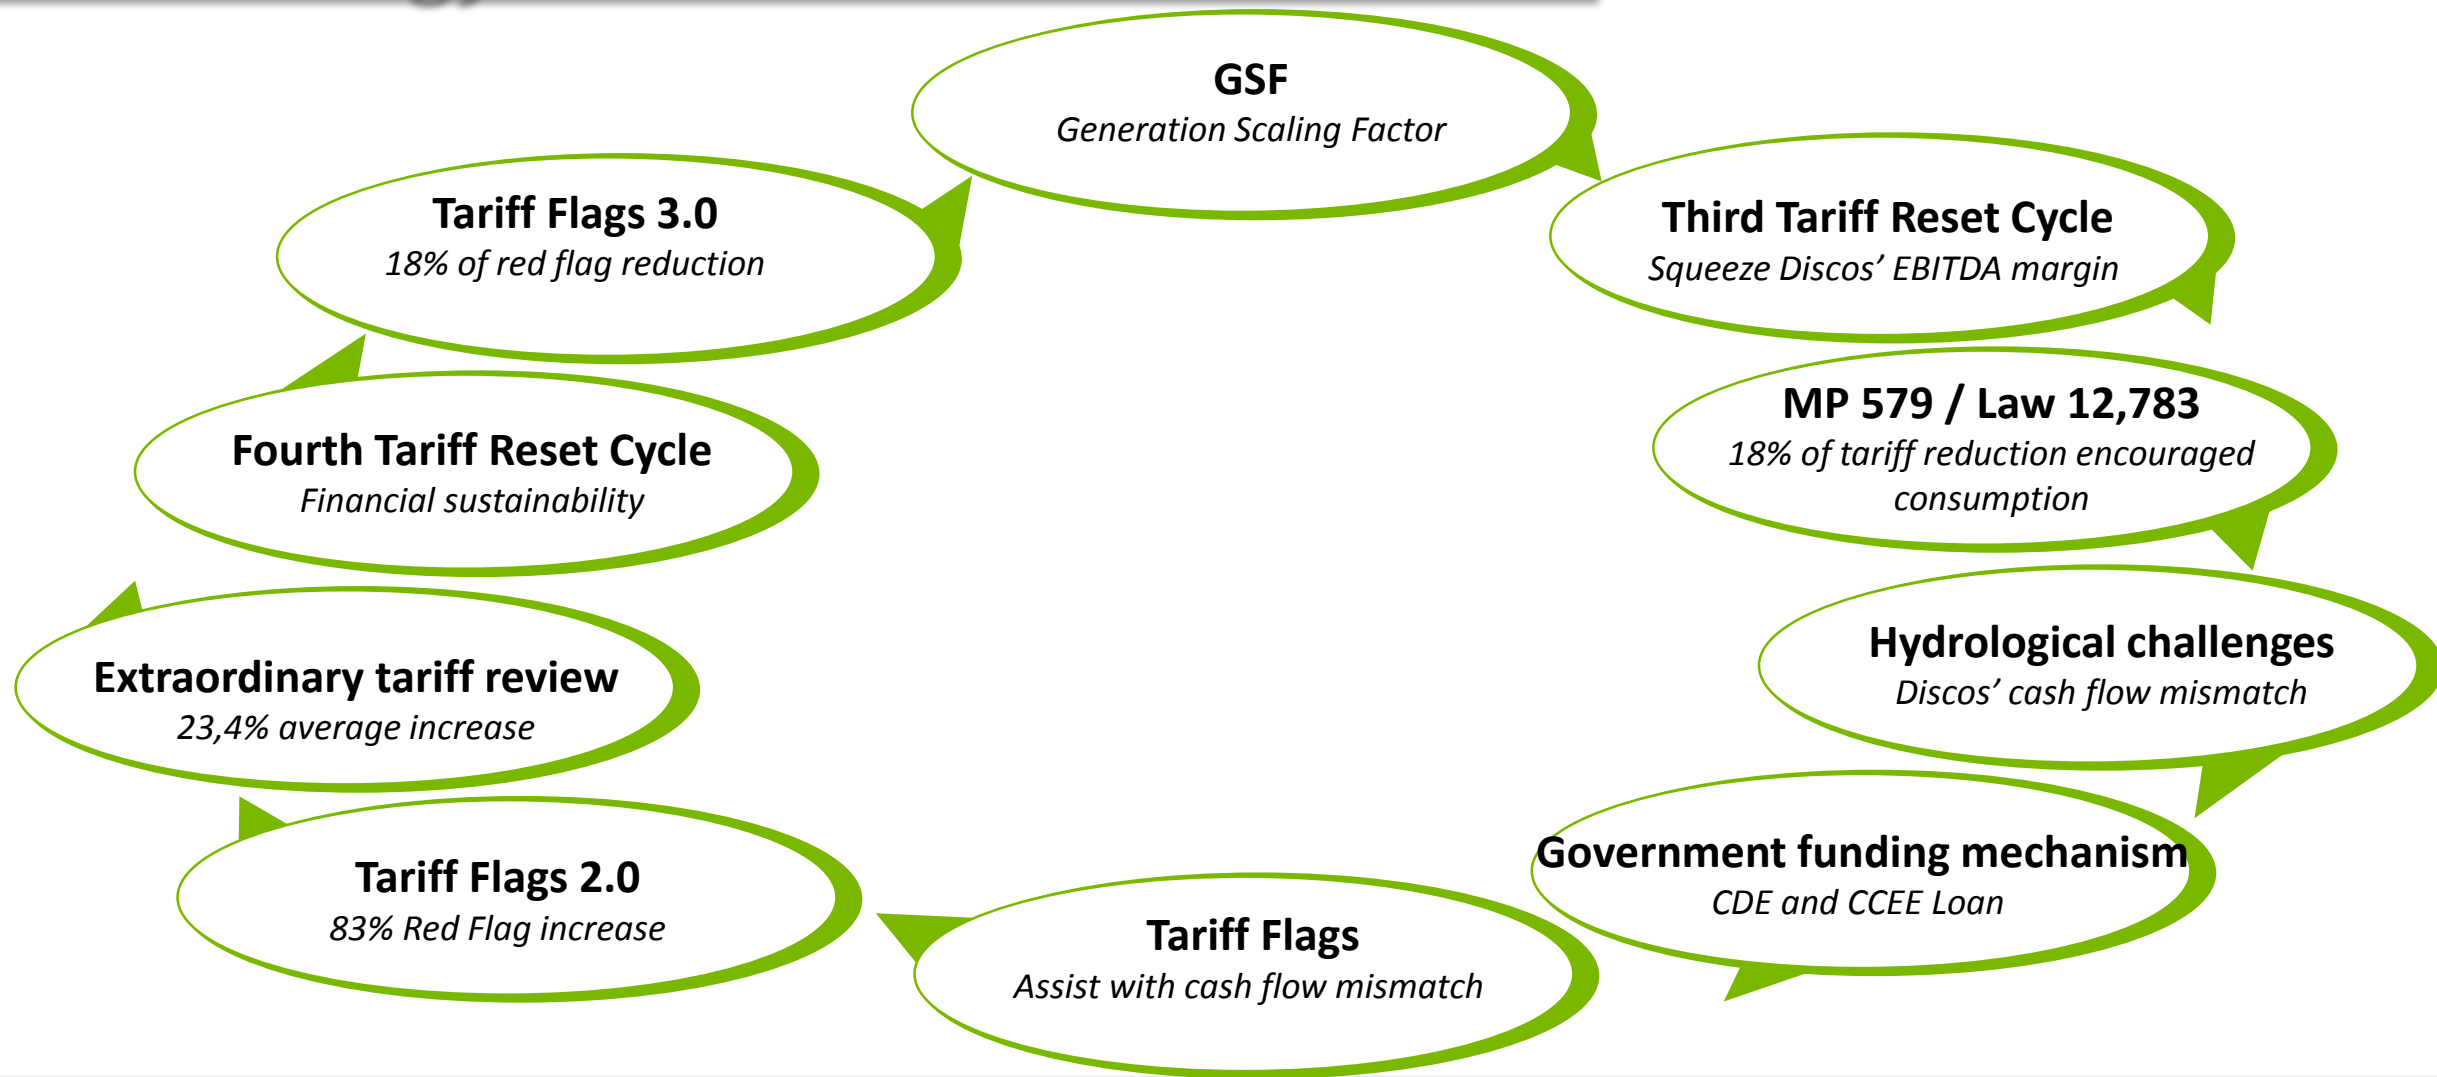 GSF
Generation Scaling Factor
Third Tariff Reset Cycle
Squeeze Discos’ EBITDA margin
MP 579 / Law 12,783
18% of tariff reduction encouraged
consumption
Hydrological challenges
Discos’ cash flow mismatch
Government funding mechanism
CDE and CCEE Loan
Tariff Flags
Assist with cash flow mismatch
Tariff Flags 2.0
83% Red Flag increase
Extraordinary tariff review
23,4% average increase
Fourth Tariff Reset Cycle
Financial sustainability
Tariff Flags 3.0
18% of red flag reduction